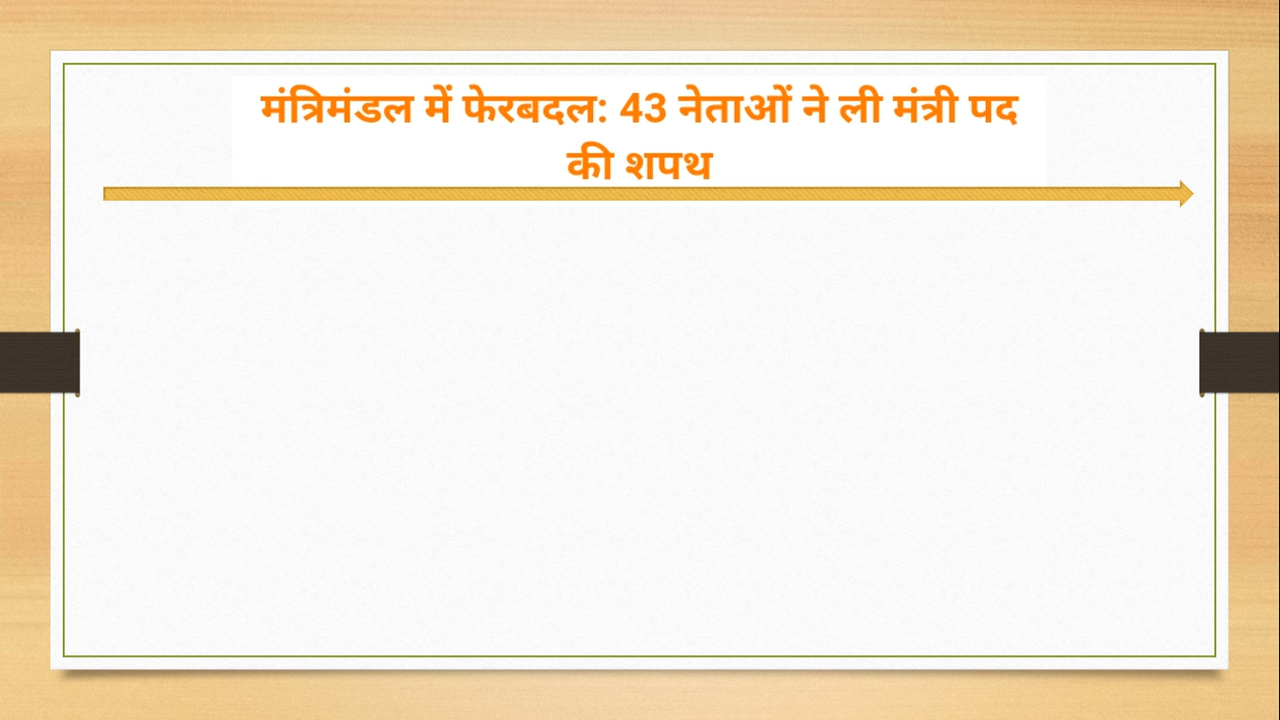 मंत्रिमंडल में फेरबदल: 43 नेताओं ने ली मंत्री पद
की शपथ